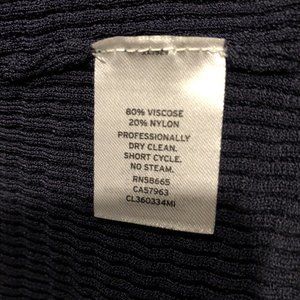 80% VISCOSE
20% NYLON
PROFESSIONALLY
DRY CLEAN.
SHORT CYCLE.
NO STEAM.
RN58665
CA57963
CL360334MI